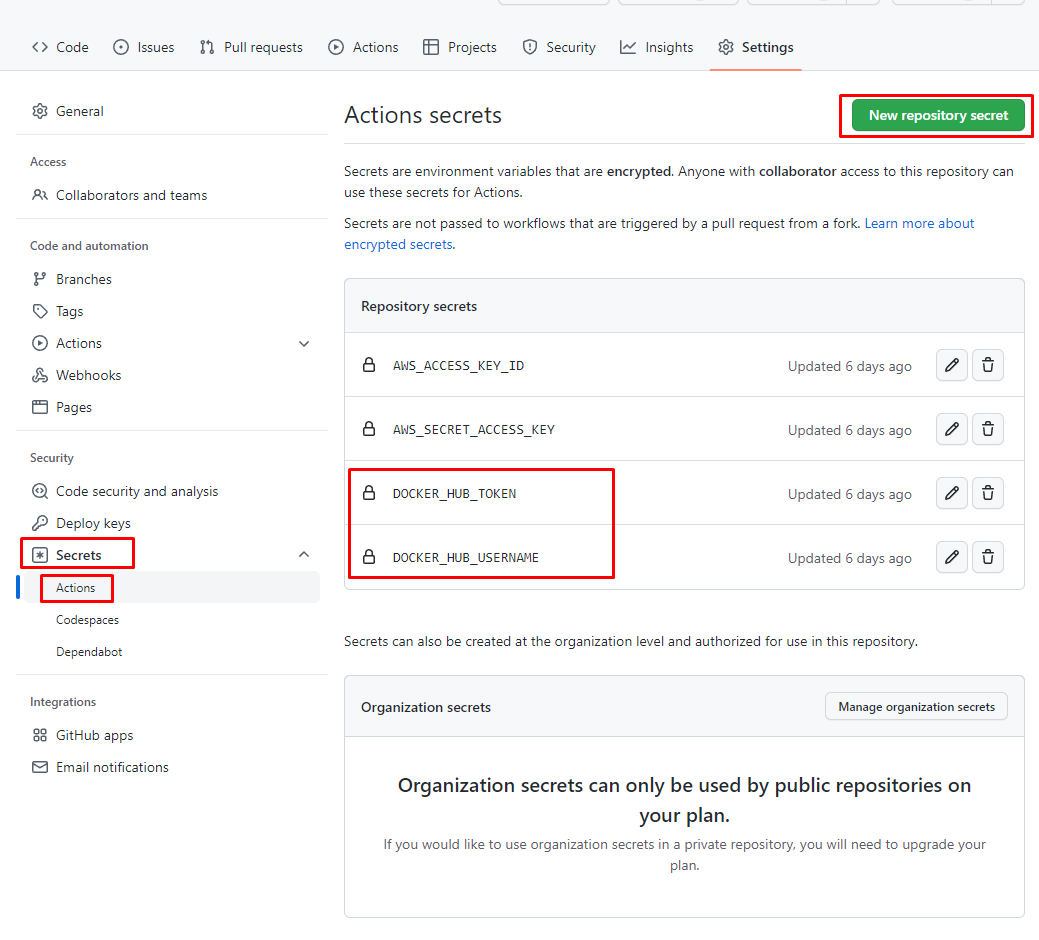 Code Issues Pull requests Actions Projects Security Insights Settings
General
Access
Collaborators and teams
Code and automation
Branches
Tags
Actions
Webhooks
Pages
Security
Code security and analysis
Deploy keys
Secrets
Actions
Codespaces
Dependabot
Integrations
GitHub apps
Email notifications
Actions secrets
New repository secret
Secrets are environment variables that are encrypted. Anyone with collaborator access to this repository can
use these secrets for Actions.
Secrets are not passed to workflows that are triggered by a pull request from a fork. Learn more about
encrypted secrets.
Repository secrets
AWS_ACCESS_KEY_ID Updated 6 days ago
AWS_SECRET_ACCESS_KEY Updated 6 days ago
DOCKER_HUB_TOKEN Updated 6 days ago
DOCKER_HUB_USERNAME Updated 6 days ago
Secrets can also be created at the organization level and authorized for use in this repository.
Organization secrets
Manage organization secrets
Organization secrets can only be used by public repositories on
your plan.
If you would like to use organization secrets in a private repository, you will need to upgrade your
plan.